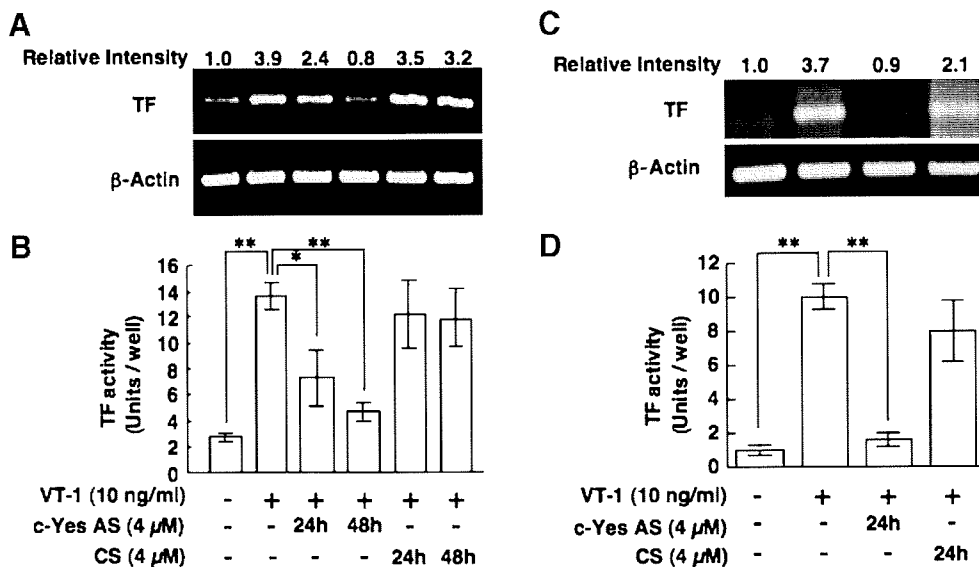 A
Relative Intensity 1.0 3.9 2.4 0.8 3.5 3.2
TF
β-Actin
B
** ** *
TF activity
(Units / well)
16
14
12
10
8
6
4
2
0
VT-1 (10 ng/ml) - + + + + +
c-Yes AS (4 μM) - - 24h 48h - -
CS (4 μM) - - - - 24h 48h
C
Relative Intensity 1.0 3.7 0.9 2.1
TF
β-Actin
D
** **
TF activity
(Units / well)
12
10
8
6
4
2
0
VT-1 (10 ng/ml) - + + +
c-Yes AS (4 μM) - - 24h -
CS (4 μM) - - - 24h